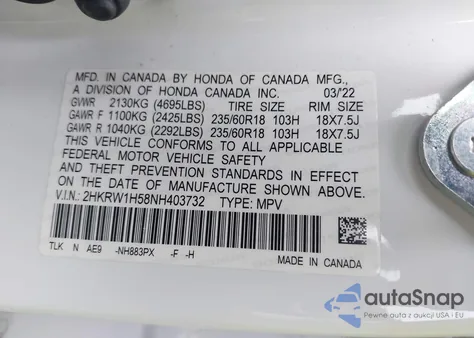 MFD. IN CANADA BY HONDA OF CANADA MFG.,
A DIVISION OF HONDA CANADA INC. 03/'22
GVWR 2130KG (4695LBS) TIRE SIZE RIM SIZE
GAWR F 1100KG (2425LBS) 235/60R18 103H 18X7.5J
GAWR R 1040KG (2292LBS) 235/60R18 103H 18X7.5J
THIS VEHICLE CONFORMS TO ALL APPLICABLE
FEDERAL MOTOR VEHICLE SAFETY
AND THEFT PREVENTION STANDARDS IN EFFECT
ON THE DATE OF MANUFACTURE SHOWN ABOVE.
V.I.N.: 2HKRW1H58NH403732 TYPE: MPV
TLK N AE9 -NH883PX -F -H
MADE IN CANADA
autoSnap
Auta z aukcji USA i EU